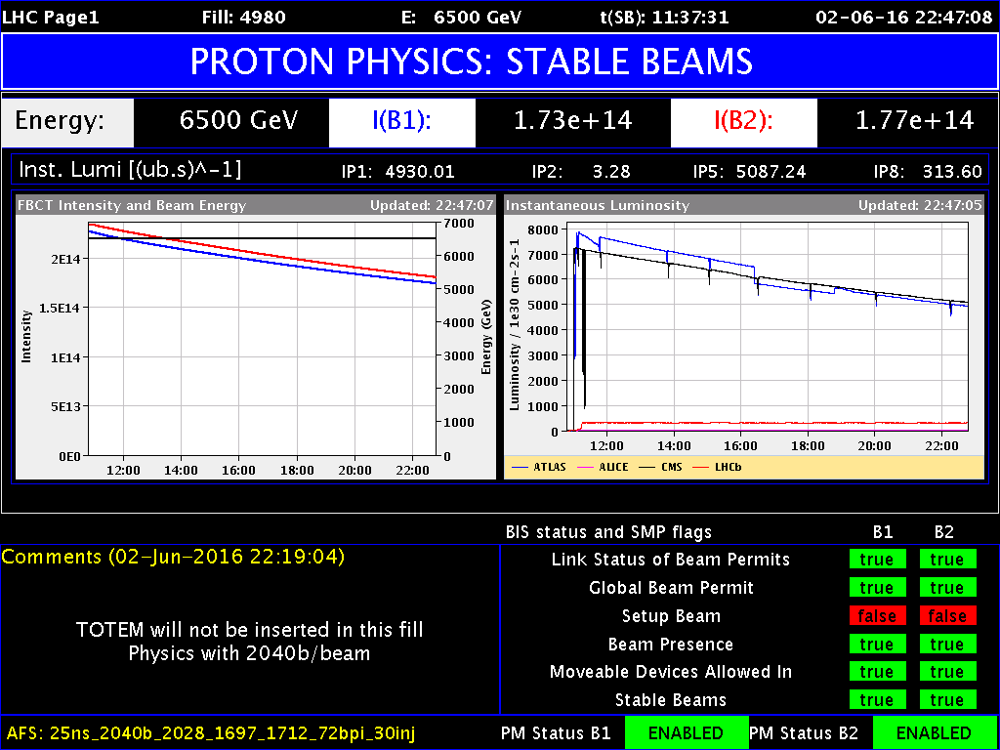 LHC Page1 Fill: 4980 E: 6500 GeV t(SB): 11:37:31 02-06-16 22:47:08
PROTON PHYSICS: STABLE BEAMS
Energy: 6500 GeV I(B1): 1.73e+14 I(B2): 1.77e+14
Inst. Lumi [(ub.s)^-1] IP1: 4930.01 IP2: 3.28 IP5: 5087.24 IP8: 313.60
FBCT Intensity and Beam Energy Updated: 22:47:07
Intensity
2E14
1.5E14
1E14
5E13
0E0
7000
6000
5000
4000
3000
2000
1000
0
Energy (GeV)
12:00 14:00 16:00 18:00 20:00 22:00
Instantaneous Luminosity Updated: 22:47:05
Luminosity / 1e30 cm-2s-1
8000
7000
6000
5000
4000
3000
2000
1000
0
12:00 14:00 16:00 18:00 20:00 22:00
ATLAS ALICE CMS LHCb
Comments (02-Jun-2016 22:19:04)
TOTEM will not be inserted in this fill
Physics with 2040b/beam
BIS status and SMP flags B1 B2
Link Status of Beam Permits true true
Global Beam Permit true true
Setup Beam false false
Beam Presence true true
Moveable Devices Allowed In true true
Stable Beams true true
AFS: 25ns_2040b_2028_1697_1712_72bpi_30inj PM Status B1 ENABLED PM Status B2 ENABLED